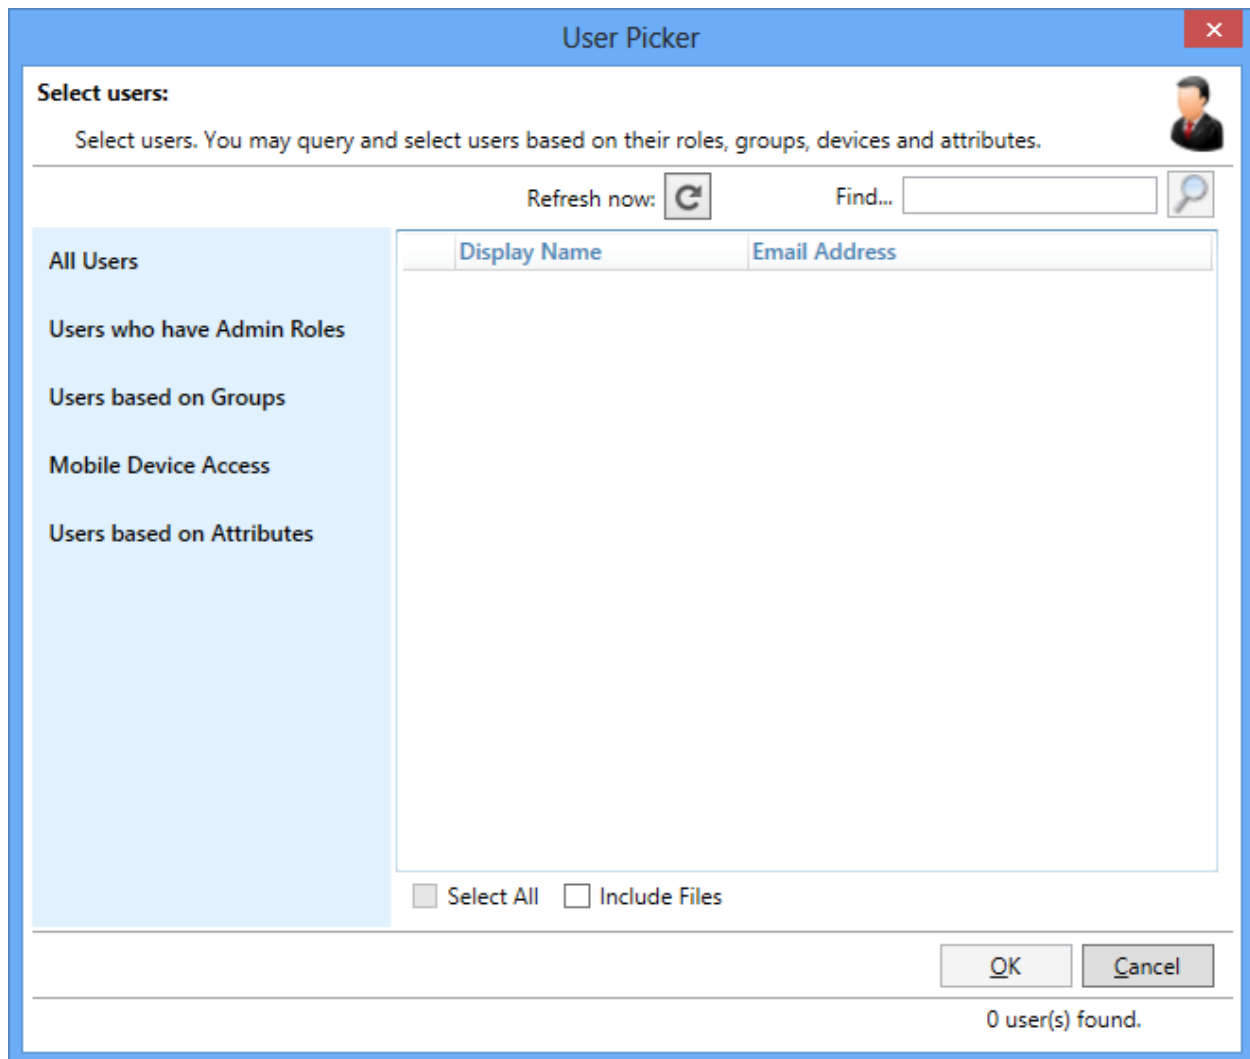 User Picker
Select users:
Select users. You may query and select users based on their roles, groups, devices and attributes.
Refresh now: Find...
All Users
Users who have Admin Roles
Users based on Groups
Mobile Device Access
Users based on Attributes
Display Name Email Address
Select All Include Files
OK Cancel
0 user(s) found.